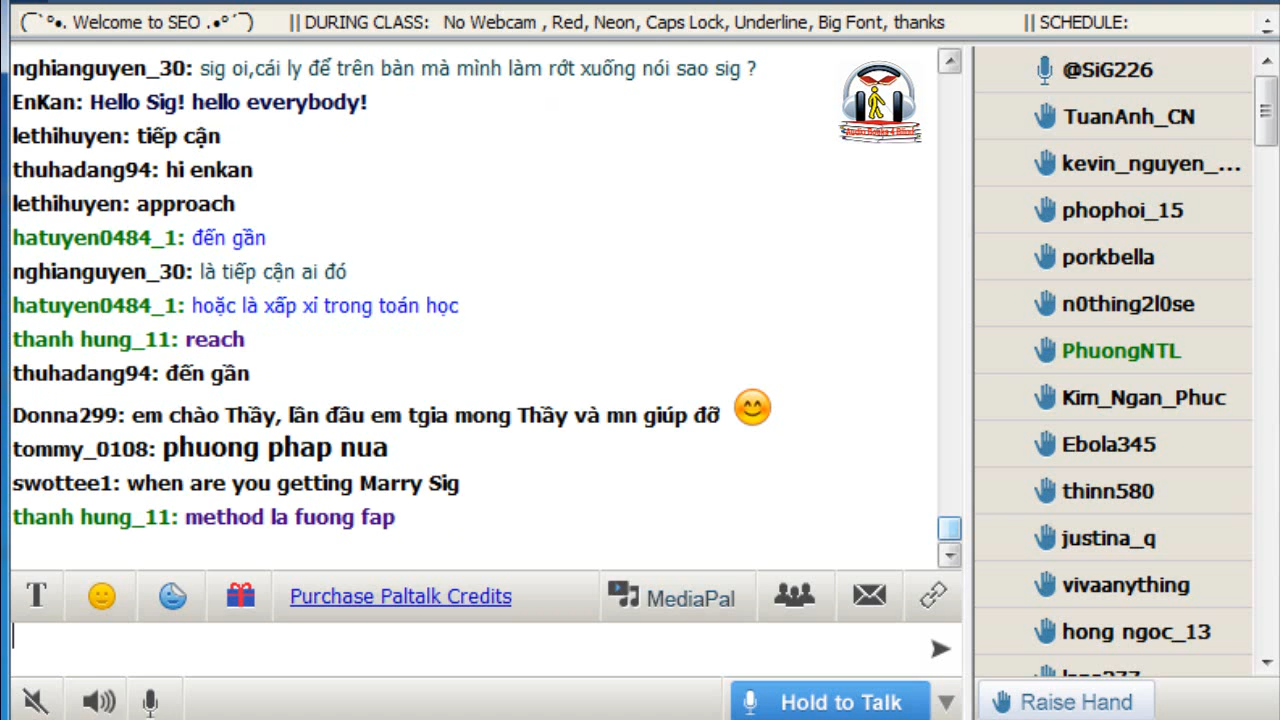 (¯`°•. Welcome to SEO .•°´¯) || DURING CLASS: No Webcam , Red, Neon, Caps Lock, Underline, Big Font, thanks || SCHEDULE:
nghianguyen_30: sig oi,cái ly để trên bàn mà mình làm rớt xuống nói sao sig ?
EnKan: Hello Sig! hello everybody!
lethihuyen: tiếp cận
thuhadang94: hi enkan
lethihuyen: approach
hatuyen0484_1: đến gần
nghianguyen_30: là tiếp cận ai đó
hatuyen0484_1: hoặc là xấp xỉ trong toán học
thanh hung_11: reach
thuhadang94: đến gần
Donna299: em chào Thầy, lần đầu em tgia mong Thầy và mn giúp đỡ
tommy_0108: phuong phap nua
swottee1: when are you getting Marry Sig
thanh hung_11: method la fuong fap
T
Purchase Paltalk Credits
MediaPal
Hold to Talk
@SiG226
TuanAnh_CN
kevin_nguyen_...
phophoi_15
porkbella
n0thing2l0se
PhuongNTL
Kim_Ngan_Phuc
Ebola345
thinn580
justina_q
vivaanything
hong ngoc_13
Raise Hand